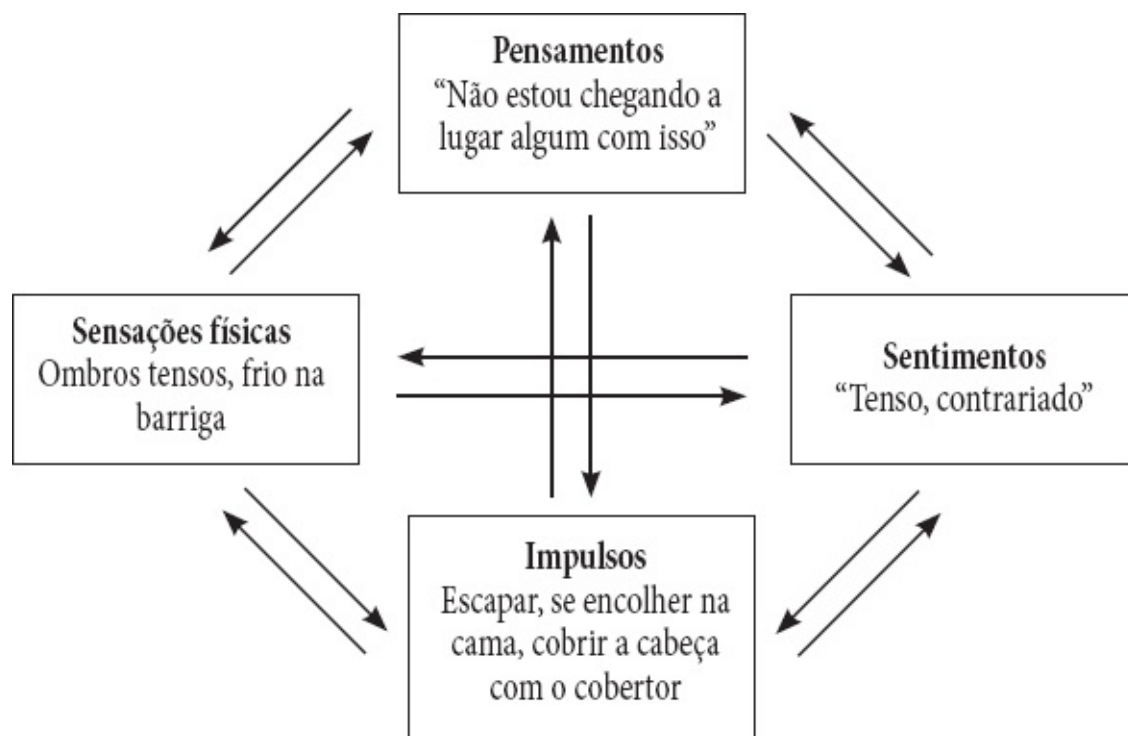 Pensamentos
“Não estou chegando a
lugar algum com isso”
Sensações físicas
Ombros tensos, frio na
barriga
Sentimentos
“Tenso, contrariado”
Impulsos
Escapar, se encolher na
cama, cobrir a cabeça
com o cobertor